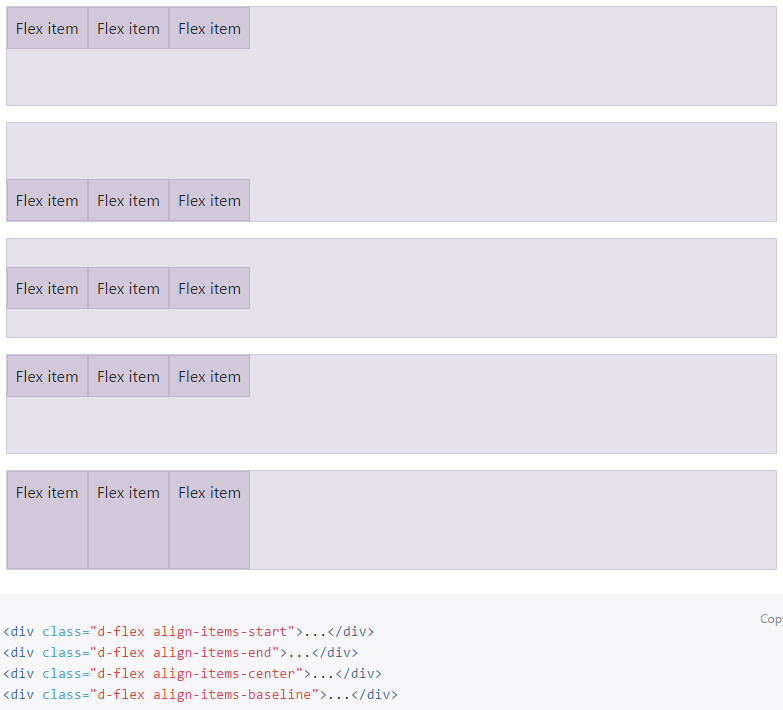 Flex item Flex item Flex item
Flex item Flex item Flex item
Flex item Flex item Flex item
Flex item Flex item Flex item
Flex item Flex item Flex item
Copy
<div class="d-flex align-items-start">...</div>
<div class="d-flex align-items-end">...</div>
<div class="d-flex align-items-center">...</div>
<div class="d-flex align-items-baseline">...</div>